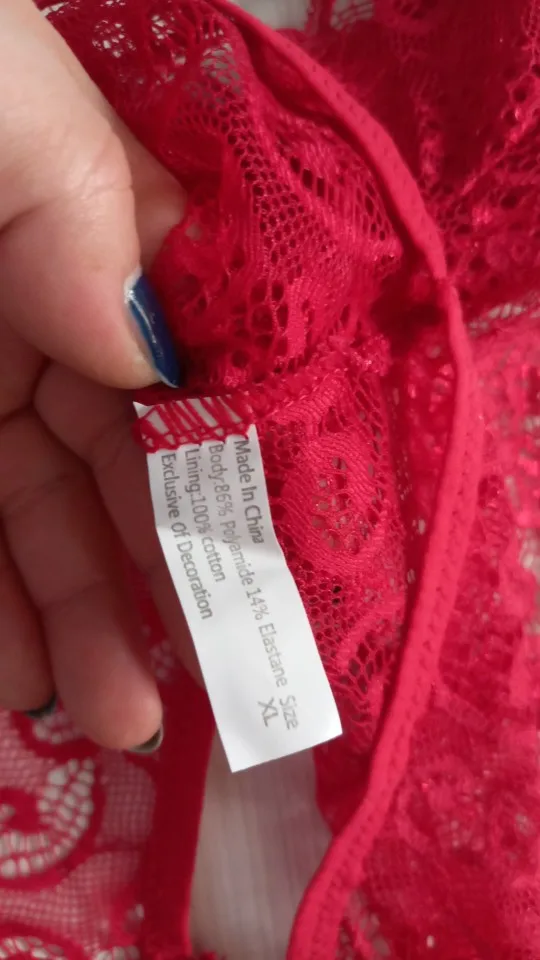 Made In China
Body:86% Polyamide 14% Elastane
Lining:100% cotton
Exclusive Of Decoration
Size
XL